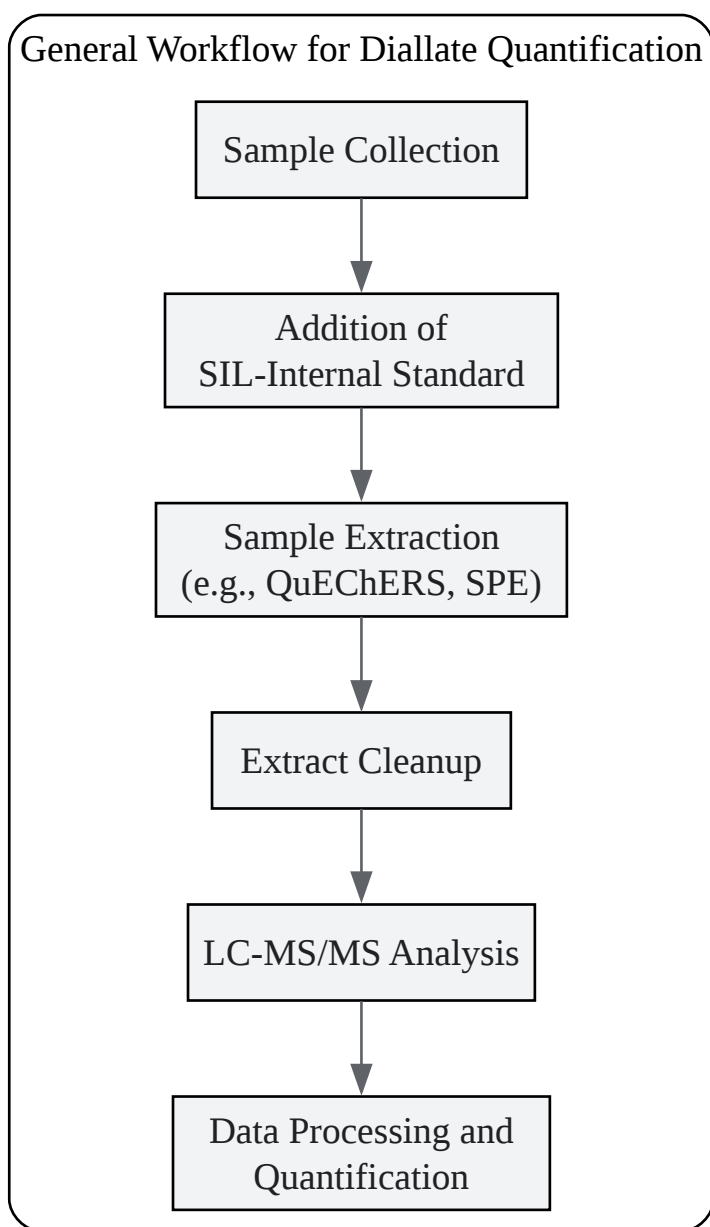 General Workflow for Diallate Quantification
Sample Collection
Addition of
SIL-Internal Standard
Sample Extraction
(e.g., QuEChERS, SPE)
Extract Cleanup
LC-MS/MS Analysis
Data Processing and
Quantification